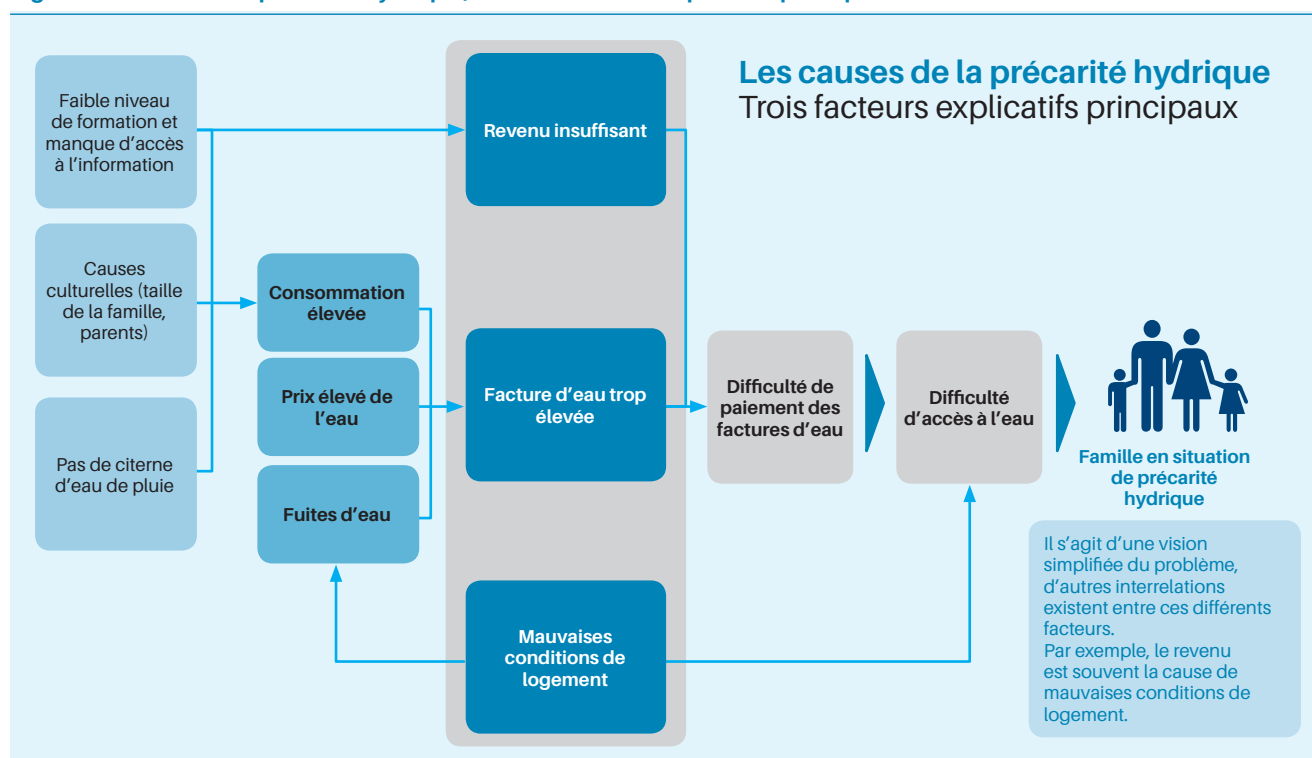 Les causes de la précarité hydrique
Trois facteurs explicatifs principaux
Faible niveau
de formation et
manque d'accès
à l'information
Causes
culturelles (taille
de la famille,
parents)
Pas de citerne
d'eau de pluie
Consommation
élevée
Prix élevé de
l'eau
Fuites d'eau
Revenu insuffisant
Facture d'eau trop
élevée
Mauvaises
conditions de
logement
Difficulté de
paiement des
factures d'eau
Difficulté
d'accès à l'eau
Famille en situation
de précarité
hydrique
Il s'agit d'une vision
simplifiée du problème,
d'autres interrelations
existent entre ces différents
facteurs.
Par exemple, le revenu
est souvent la cause de
mauvaises conditions de
logement.